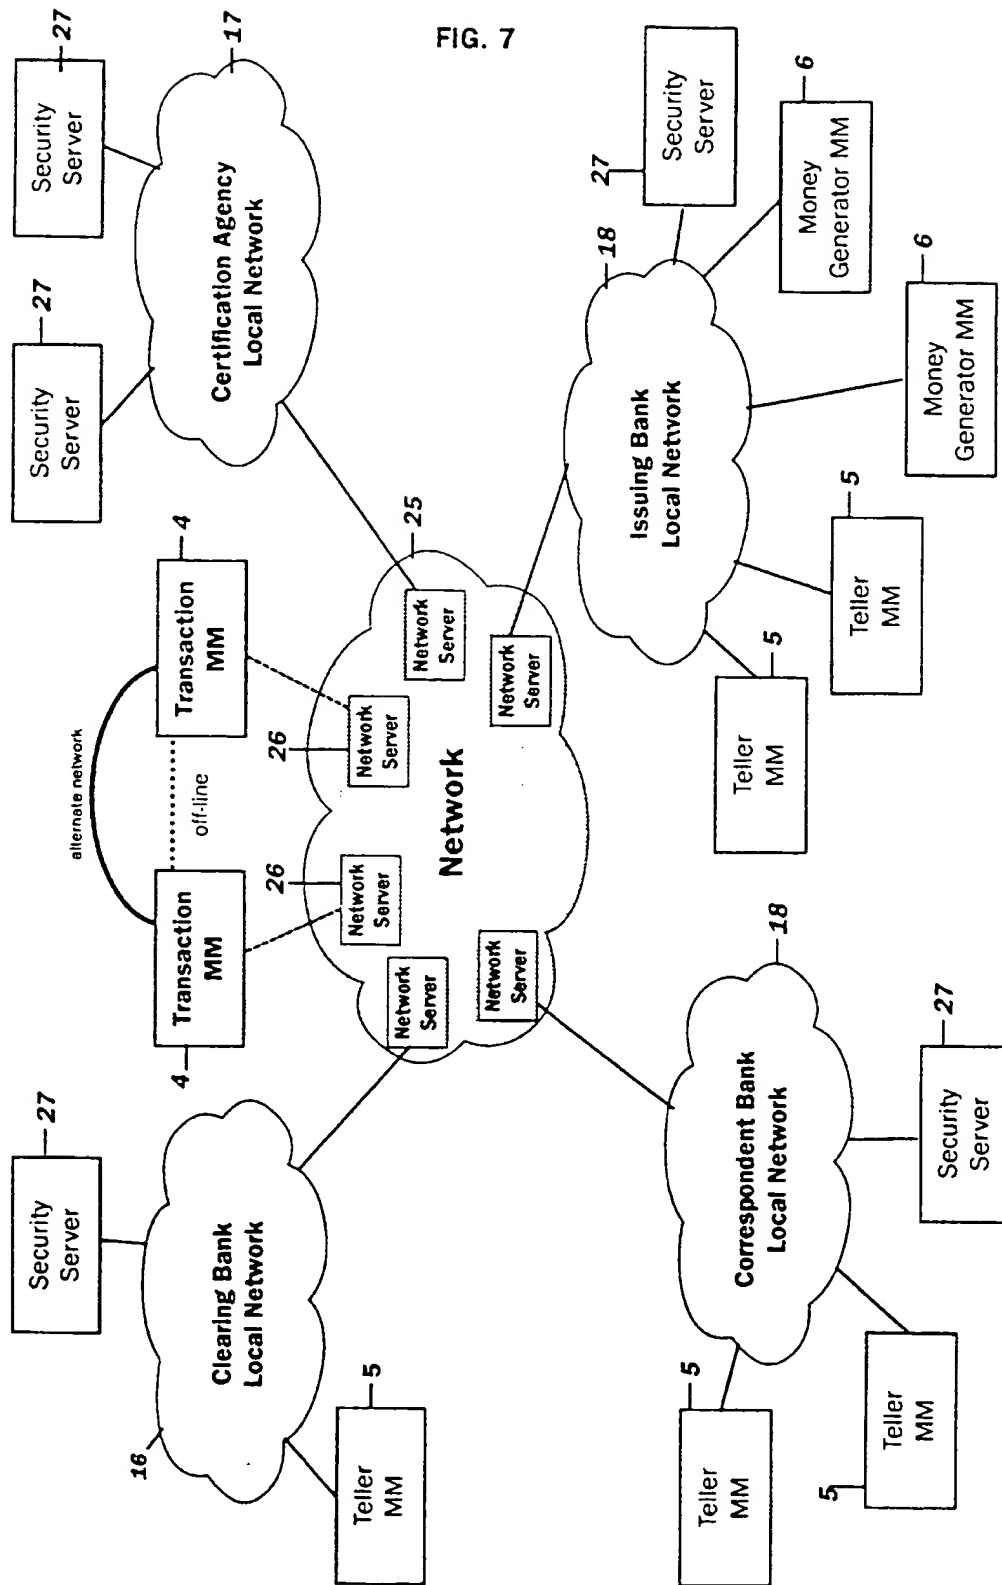 FIG. 7
27
Security
Server
27
Security
Server
17
Certification Agency
Local Network
alternate network
off-line
4
Transaction
MM
4
Transaction
MM
25
Network
26
Network
Server
26
Network
Server
Network
Server
Network
Server
Network
Server
Network
Server
27
Security
Server
16
Clearing Bank
Local Network
5
Teller
MM
18
Issuing Bank
Local Network
27
Security
Server
6
Money
Generator MM
6
Money
Generator MM
5
Teller
MM
5
Teller
MM
18
Correspondent Bank
Local Network
27
Security
Server
5
Teller
MM
5
Teller
MM